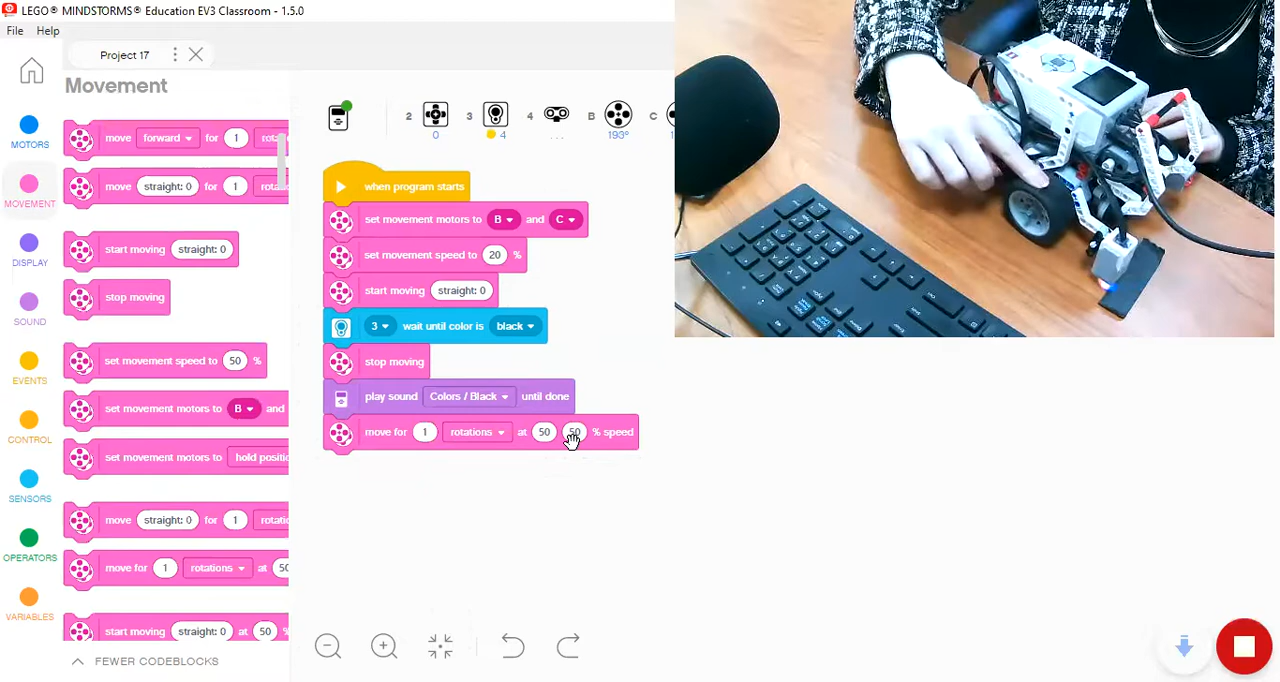 LEGO® MINDSTORMS® Education EV3 Classroom - 1.5.0
File Help
Project 17
Movement
MOTORS
MOVEMENT
DISPLAY
SOUND
EVENTS
CONTROL
SENSORS
OPERATORS
VARIABLES
move forward for 1
move straight: 0 for 1
start moving straight: 0
stop moving
set movement speed to 50 %
set movement motors to B and
set movement motors to hold
move straight: 0 for 1
move for 1 rotations at
start moving straight: 0 at 50 %
FEWER CODEBLOCKS
2 0 3 4 4 ... B 193° C
when program starts
set movement motors to B and C
set movement speed to 20 %
start moving straight: 0
3 wait until color is black
stop moving
play sound Colors / Black until done
move for 1 rotations at 50 50 % speed